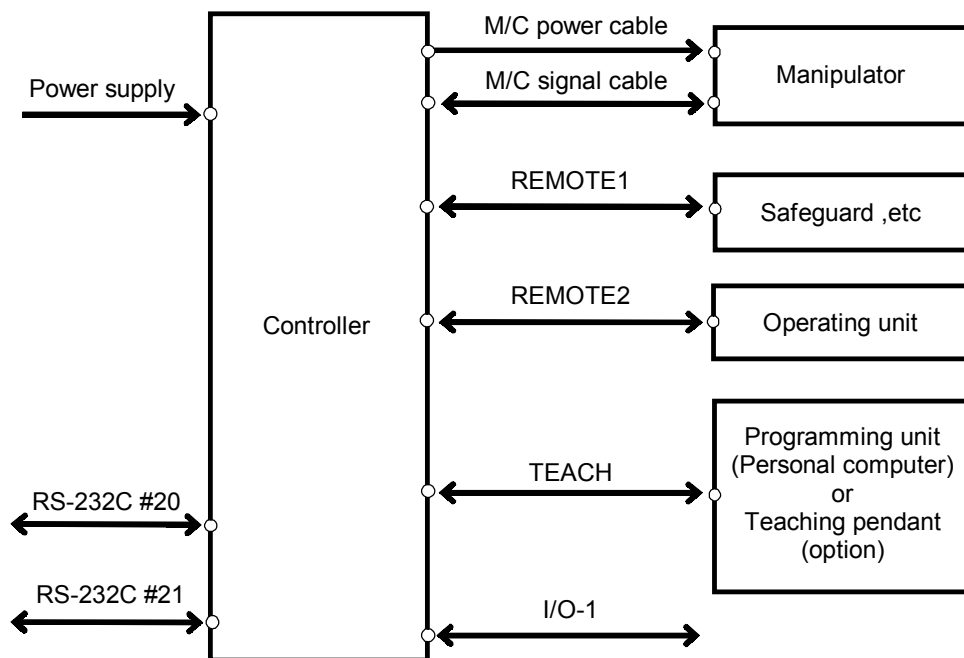 M/C power cable
Manipulator
Power supply
M/C signal cable
REMOTE1
Safeguard ,etc
REMOTE2
Controller
Operating unit
Programming unit
(Personal computer)
or
Teaching pendant
(option)
TEACH
RS-232C #20
RS-232C #21
I/O-1